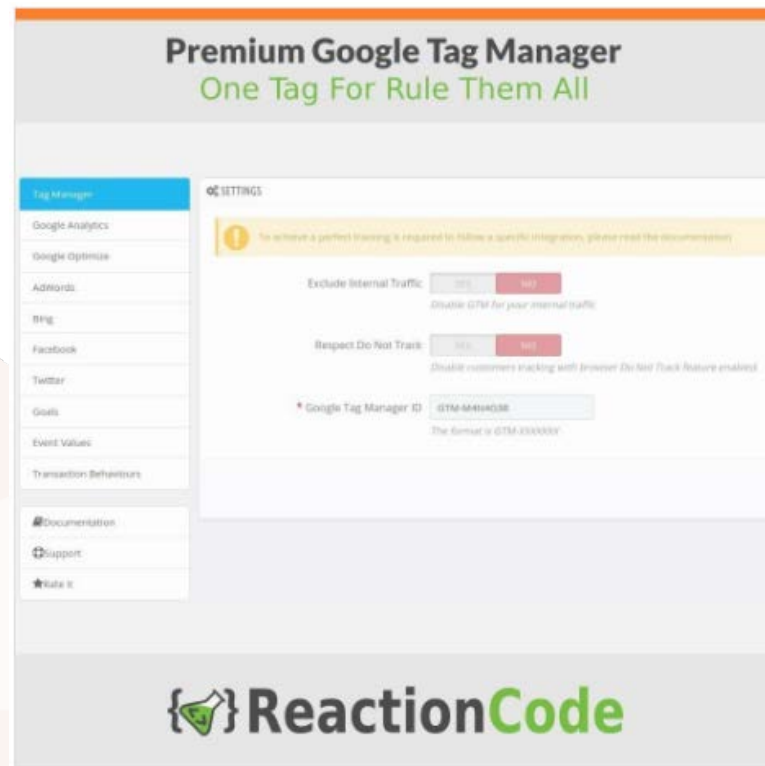 Premium Google Tag Manager
One Tag For Rule Them All
Tag Manager
Google Analytics
Google Optimize
AdWords
Bing
Facebook
Twitter
Goals
Event Values
Transaction Behaviours
Documentation
Support
Rate it
SETTINGS
To achieve a perfect tracking is required to follow a specific integration, please read the documentation
Exclude Internal Traffic YES NO
Disable GTM for your internal traffic
Respect Do Not Track YES NO
Disable customers tracking with browser Do Not Track feature enabled
* Google Tag Manager ID
The format is GTM-XXXXXXX
{ } ReactionCode